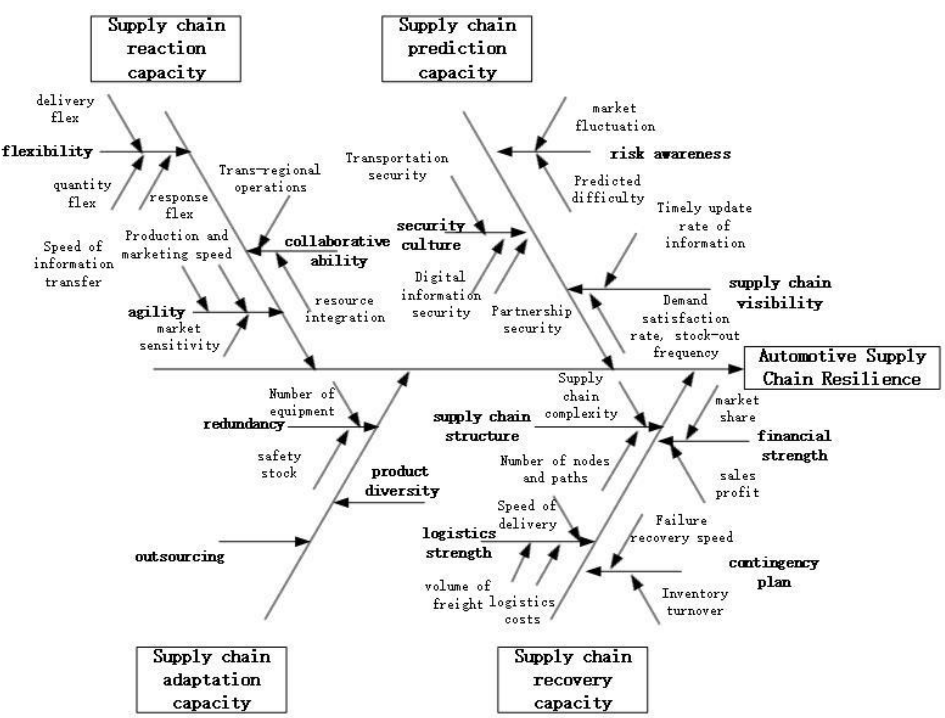 Supply chain
reaction
capacity
Supply chain
prediction
capacity
delivery
flex
flexibility
quantity
flex
response
flex
Trans-regional
operations
collaborative
ability
resource
integration
Speed of
information
transfer
Production and
marketing speed
agility
market
sensitivity
market
fluctuation
risk awareness
Predicted
difficulty
Transportation
security
security
culture
Digital
information
security
Partnership
security
Timely update
rate of
information
supply chain
visibility
Demand
satisfaction
rate, stock-out
frequency
Automotive Supply
Chain Resilience
Number of
equipment
redundancy
safety
stock
product
diversity
outsourcing
Supply
chain
complexity
supply chain
structure
Number of nodes
and paths
market
share
financial
strength
sales
profit
Speed of
delivery
logistics
strength
volume of
freight
logistics
costs
Failure
recovery speed
contingency
plan
Inventory
turnover
Supply chain
adaptation
capacity
Supply chain
recovery
capacity